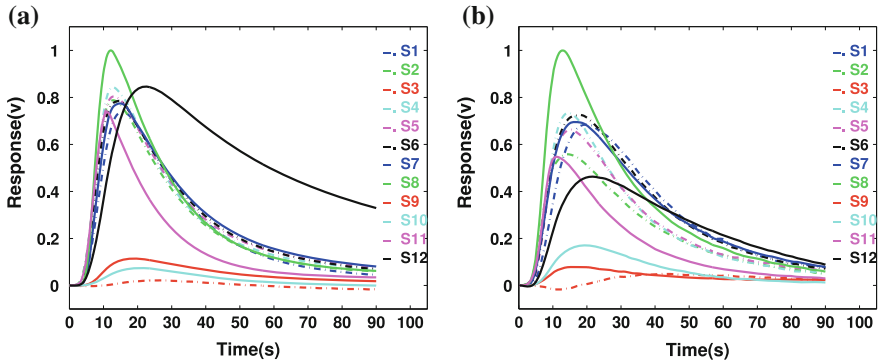 (a)
Response(v)
1
0.8
0.6
0.4
0.2
0
0 10 20 30 40 50 60 70 80 90 100
Time(s)
S1
S2
S3
S4
S5
S6
S7
S8
S9
S10
S11
S12
(b)
Response(v)
1
0.8
0.6
0.4
0.2
0
0 10 20 30 40 50 60 70 80 90 100
Time(s)
S1
S2
S3
S4
S5
S6
S7
S8
S9
S10
S11
S12